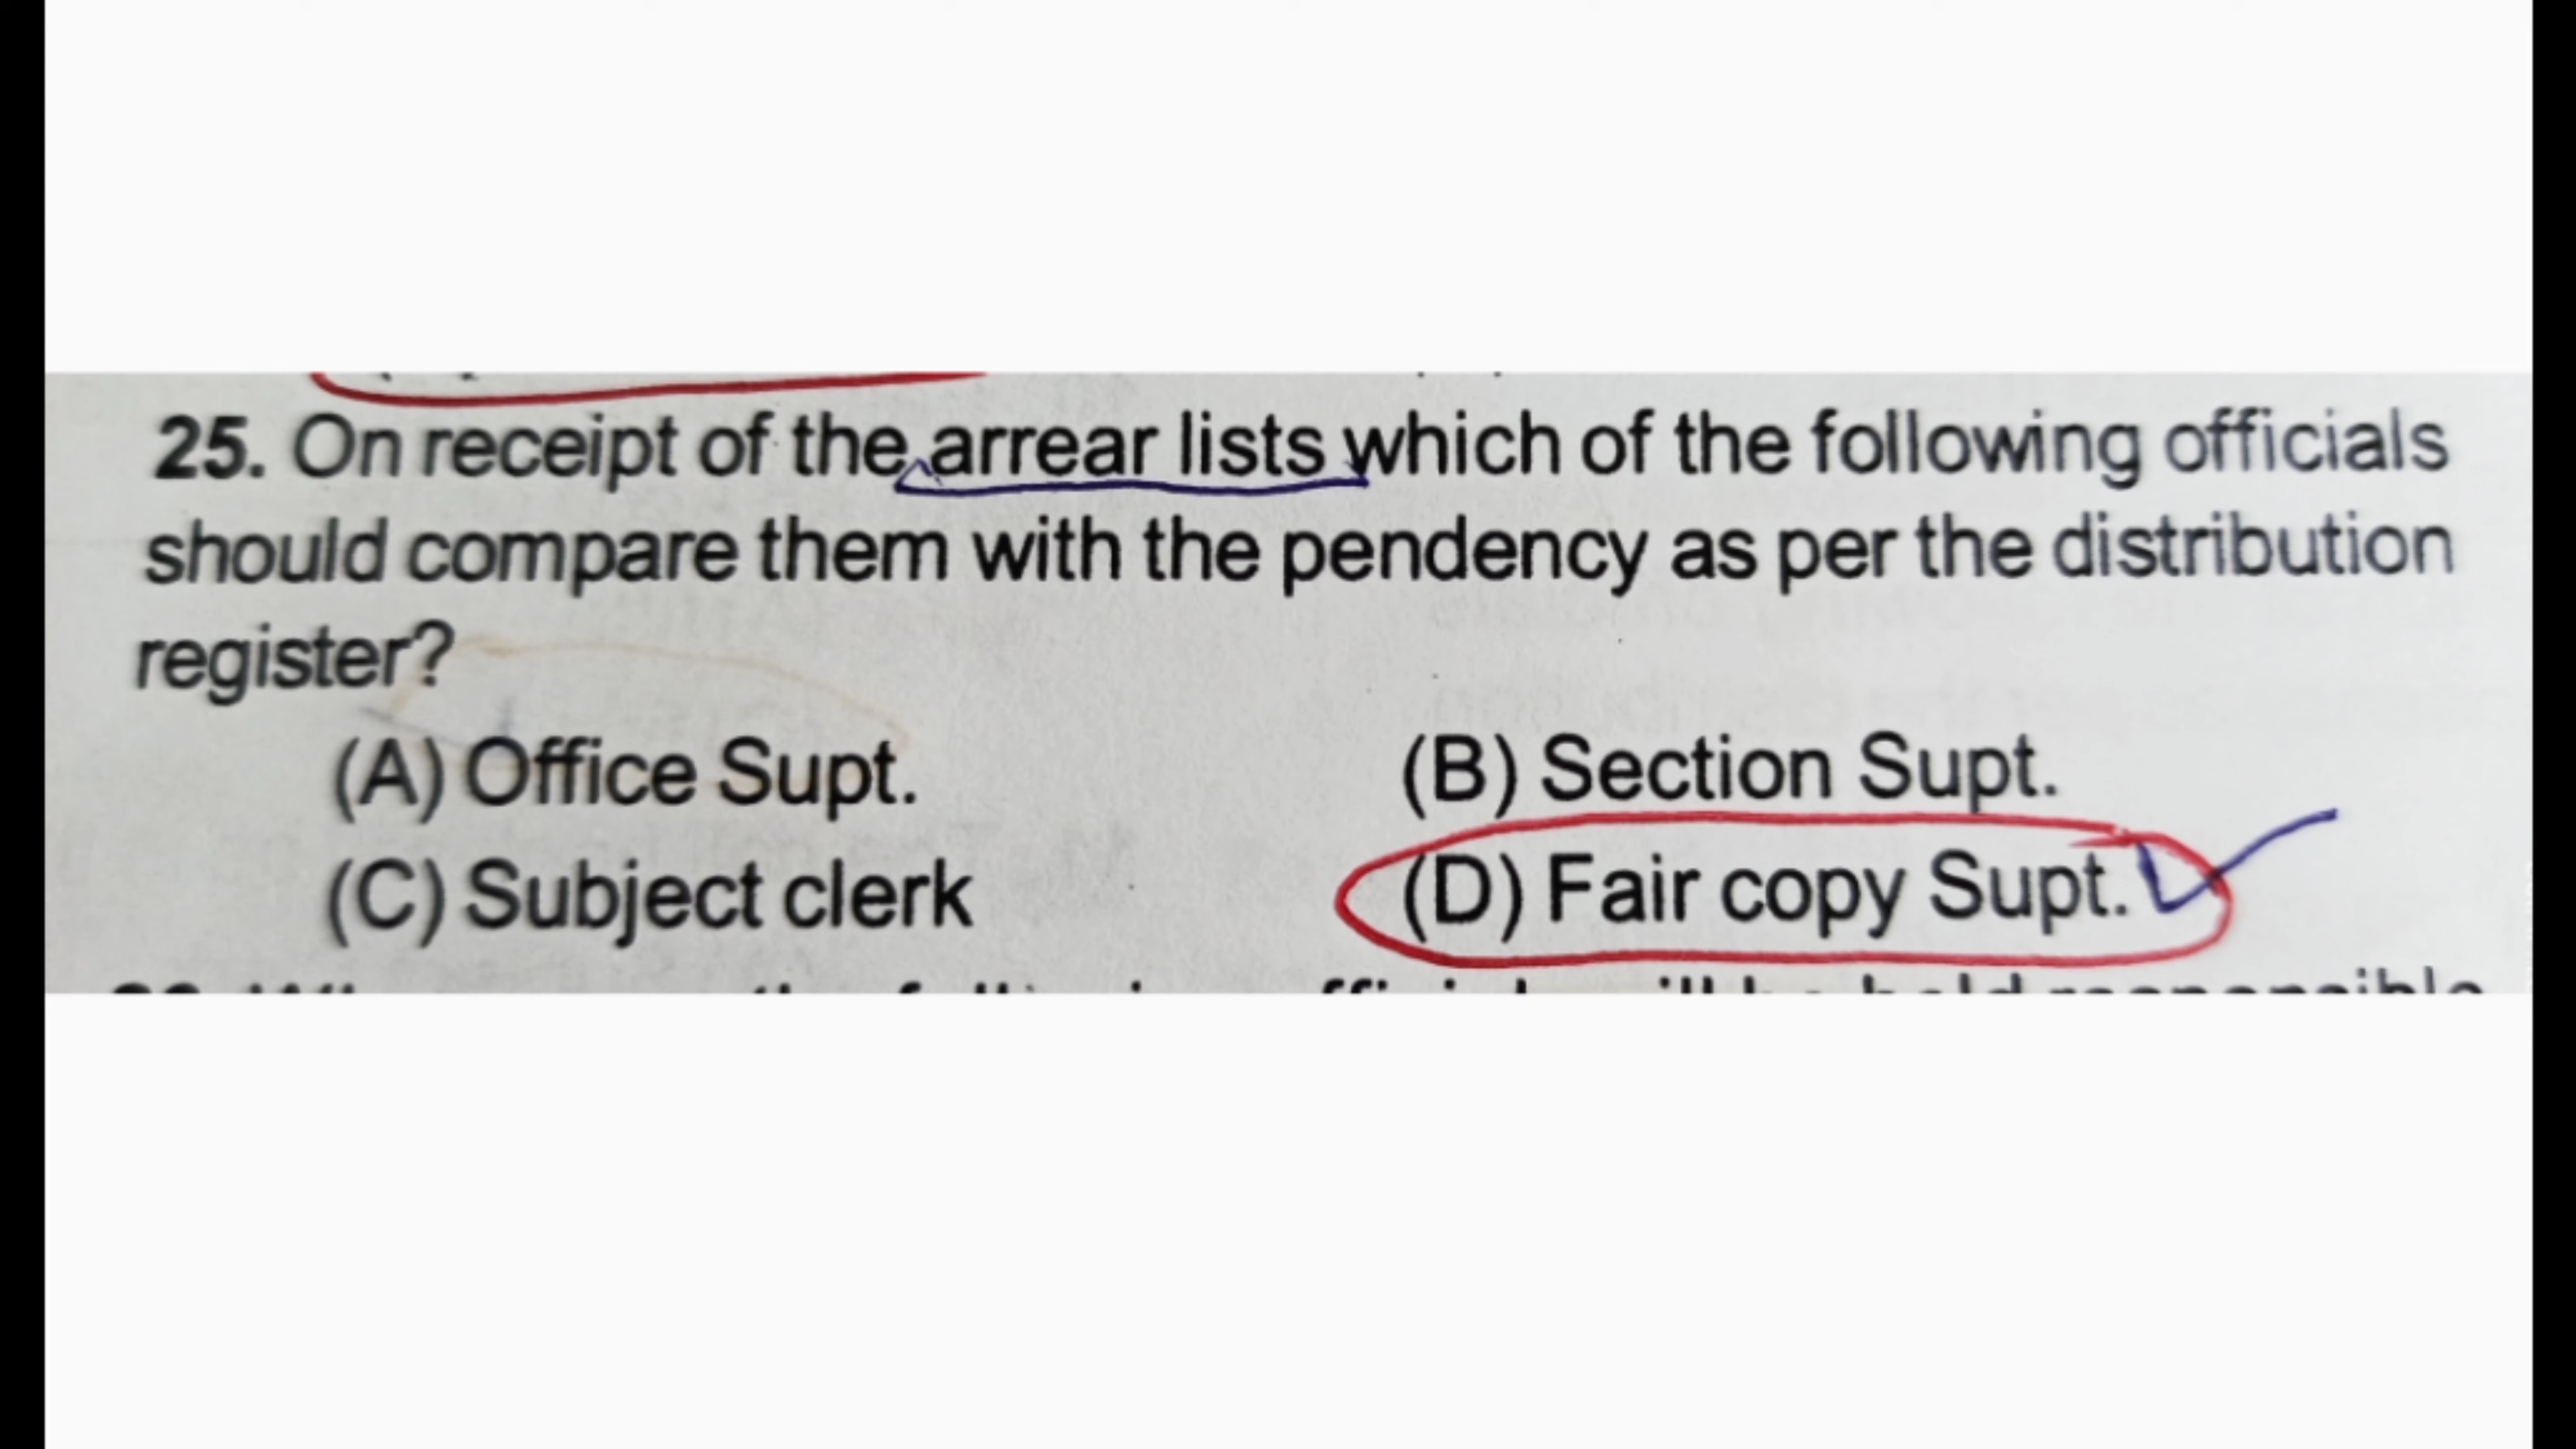 25. On receipt of the arrear lists which of the following officials
should compare them with the pendency as per the distribution
register?
(A) Office Supt. (B) Section Supt.
(C) Subject clerk (D) Fair copy Supt.